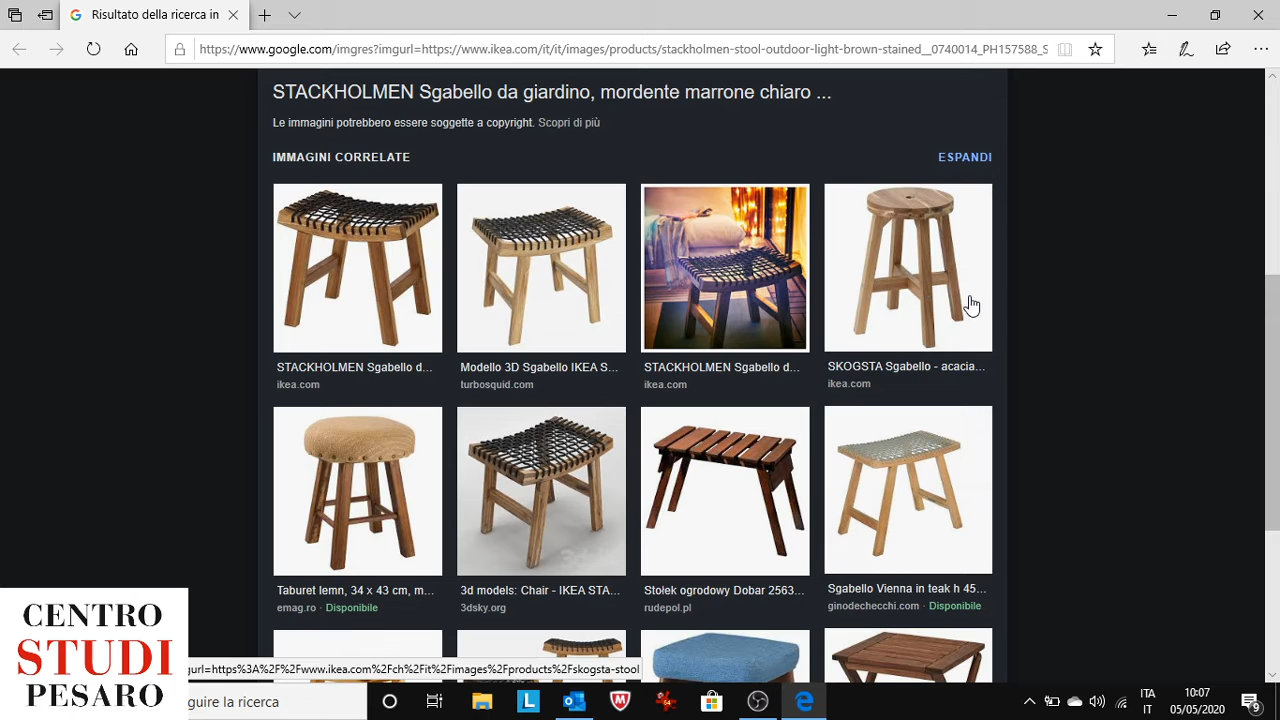 Risultato della ricerca in
https://www.google.com/imgres?imgurl=https://www.ikea.com/it/it/images/products/stackholmen-stool-outdoor-light-brown-stained__0740014_PH157588_S
STACKHOLMEN Sgabello da giardino, mordente marrone chiaro ...
Le immagini potrebbero essere soggette a copyright. Scopri di più
IMMAGINI CORRELATE
ESPANDI
STACKHOLMEN Sgabello d...
ikea.com
Modello 3D Sgabello IKEA S...
turbosquid.com
STACKHOLMEN Sgabello d...
ikea.com
SKOGSTA Sgabello - acacia...
ikea.com
Taburet lemn, 34 x 43 cm, m...
emag.ro · Disponibile
3d models: Chair - IKEA STA...
3dsky.org
Stołek ogrodowy Dobar 2563...
rudepol.pl
Sgabello Vienna in teak h 45...
ginodechecchi.com · Disponibile
CENTRO
STUDI
PESARO
gurl=https%3A%2F%2Fwww.ikea.com%2Fch%2Fit%2Fimages%2Fproducts%2Fskogsta-stool
guire la ricerca
L
64
ITA
IT
10:07
05/05/2020
9